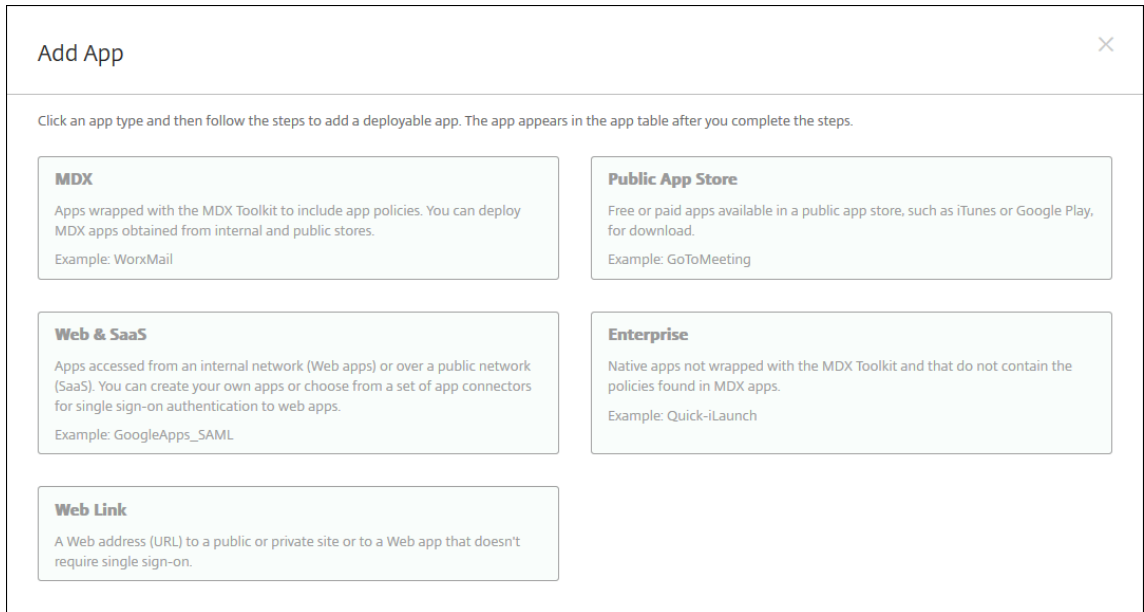 Add App
Click an app type and then follow the steps to add a deployable app. The app appears in the app table after you complete the steps.
MDX
Apps wrapped with the MDX Toolkit to include app policies. You can deploy
MDX apps obtained from internal and public stores.
Example: WorxMail
Public App Store
Free or paid apps available in a public app store, such as iTunes or Google Play,
for download.
Example: GoToMeeting
Web & SaaS
Apps accessed from an internal network (Web apps) or over a public network
(SaaS). You can create your own apps or choose from a set of app connectors
for single sign-on authentication to web apps.
Example: GoogleApps_SAML
Enterprise
Native apps not wrapped with the MDX Toolkit and that do not contain the
policies found in MDX apps.
Example: Quick-iLaunch
Web Link
A Web address (URL) to a public or private site or to a Web app that doesn't
require single sign-on.